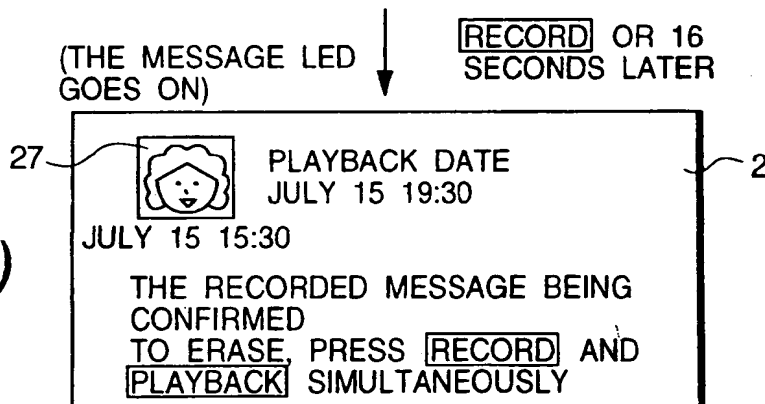 (THE MESSAGE LED
GOES ON)
RECORD OR 16
SECONDS LATER
27
2
PLAYBACK DATE
JULY 15 19:30
JULY 15 15:30
)
THE RECORDED MESSAGE BEING
CONFIRMED
TO ERASE, PRESS RECORD AND
PLAYBACK SIMULTANEOUSLY